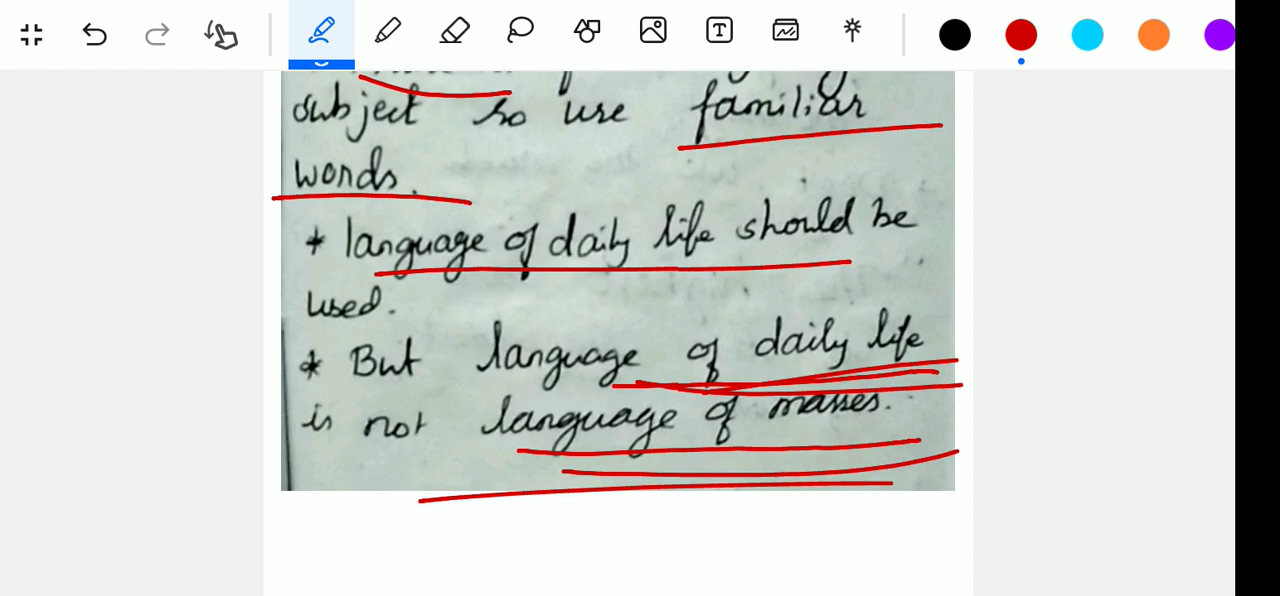 subject so use familiar
words.
* language of daily life should be
used.
* But language of daily life
is not language of masses.